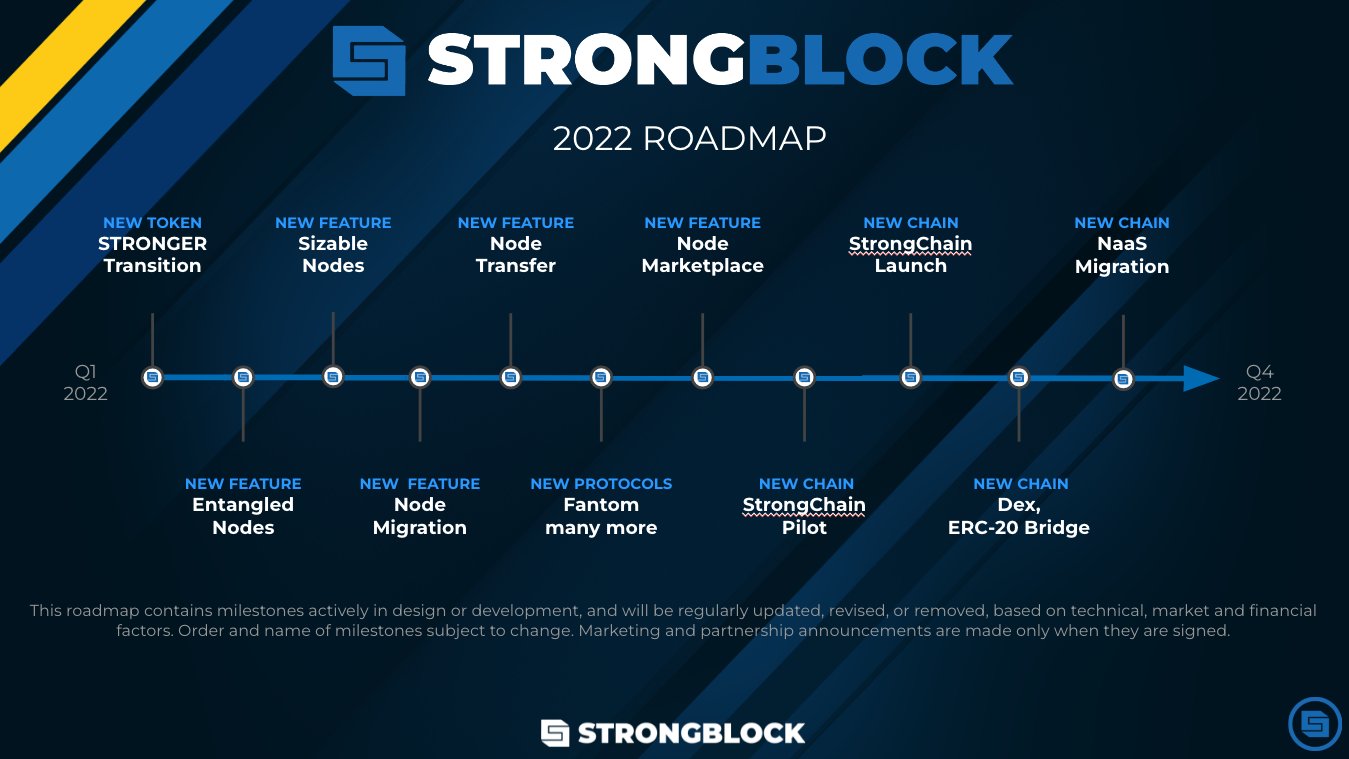 STRONGBLOCK
2022 ROADMAP
NEW TOKEN
STRONGER
Transition
NEW FEATURE
Sizable
Nodes
NEW FEATURE
Node
Transfer
NEW FEATURE
Node
Marketplace
NEW CHAIN
StrongChain
Launch
NEW CHAIN
NaaS
Migration
Q1
2022
Q4
2022
NEW FEATURE
Entangled
Nodes
NEW  FEATURE
Node
Migration
NEW PROTOCOLS
Fantom
many more
NEW CHAIN
StrongChain
Pilot
NEW CHAIN
Dex,
ERC-20 Bridge
This roadmap contains milestones actively in design or development, and will be regularly updated, revised, or removed, based on technical, market and financial
factors. Order and name of milestones subject to change. Marketing and partnership announcements are made only when they are signed.
STRONGBLOCK